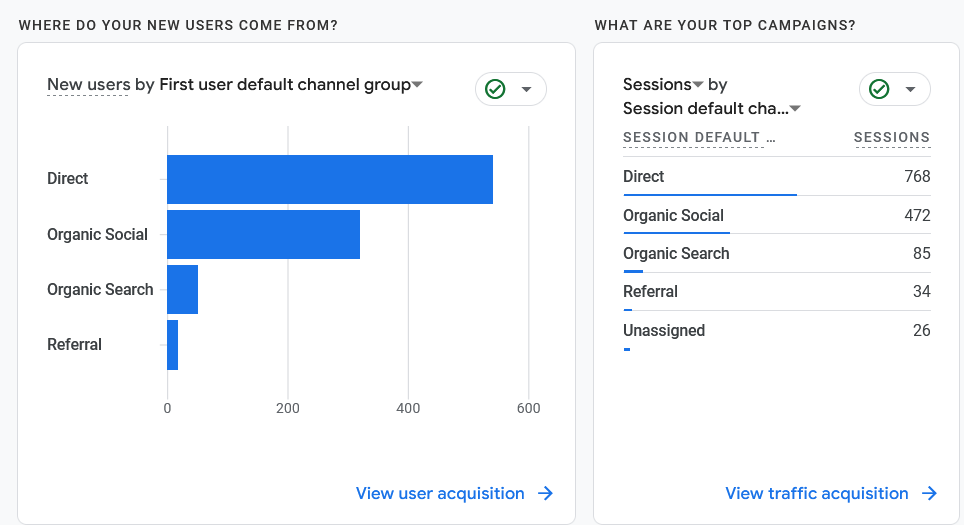 WHERE DO YOUR NEW USERS COME FROM?
New users by First user default channel group
Direct
Organic Social
Organic Search
Referral
0 200 400 600
View user acquisition
WHAT ARE YOUR TOP CAMPAIGNS?
Sessions by
Session default cha...
SESSION DEFAULT ... SESSIONS
Direct 768
Organic Social 472
Organic Search 85
Referral 34
Unassigned 26
View traffic acquisition